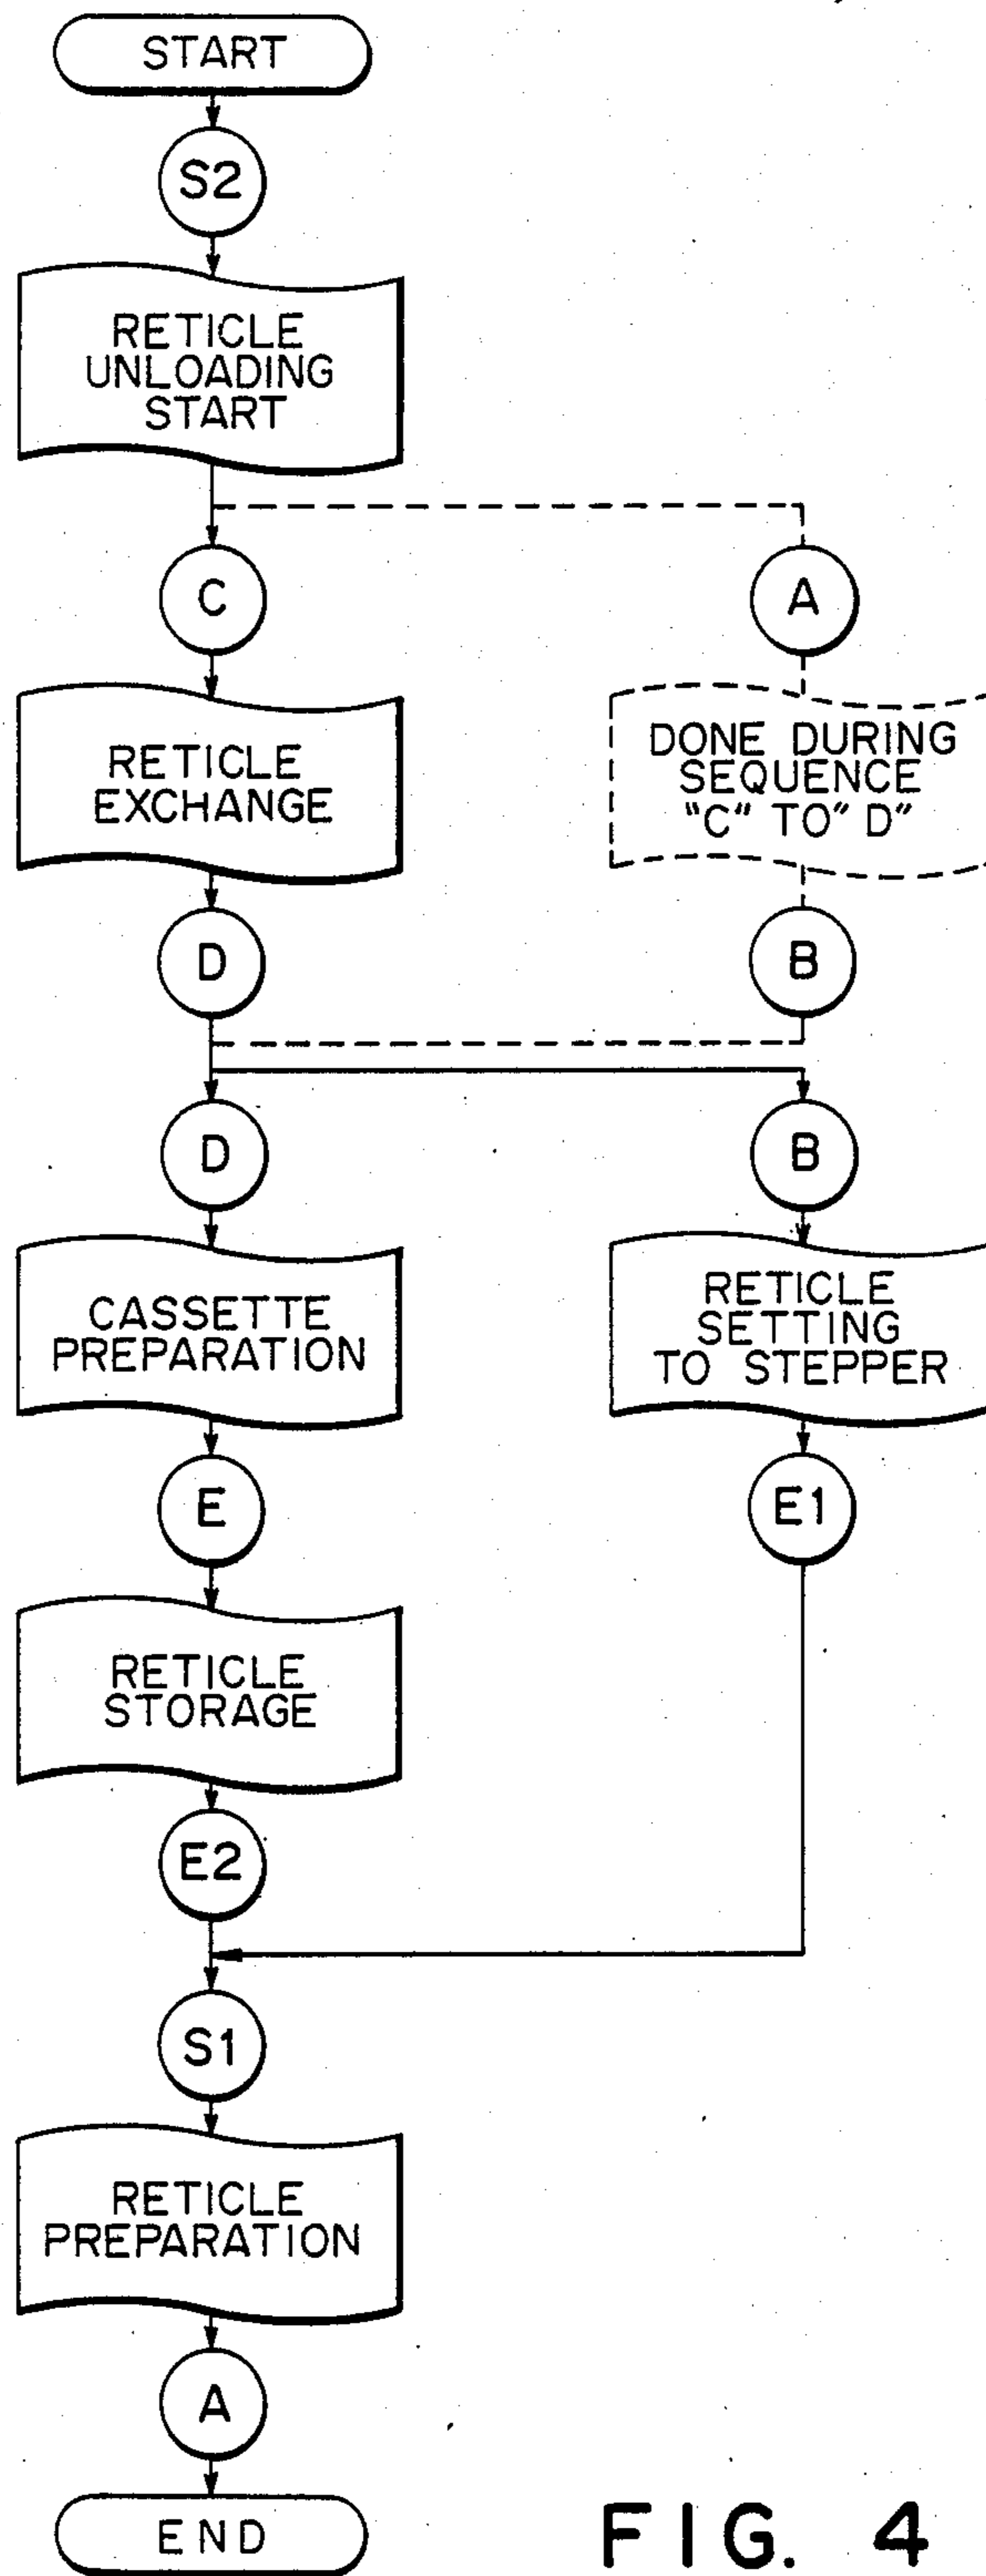 START
S2
RETICLE
UNLOADING
START
C
A
RETICLE
EXCHANGE
DONE DURING
SEQUENCE
"C" TO" D"
D
B
D
B
CASSETTE
PREPARATION
RETICLE
SETTING
TO STEPPER
E
E1
RETICLE
STORAGE
E2
S1
RETICLE
PREPARATION
A
END
FIG. 4